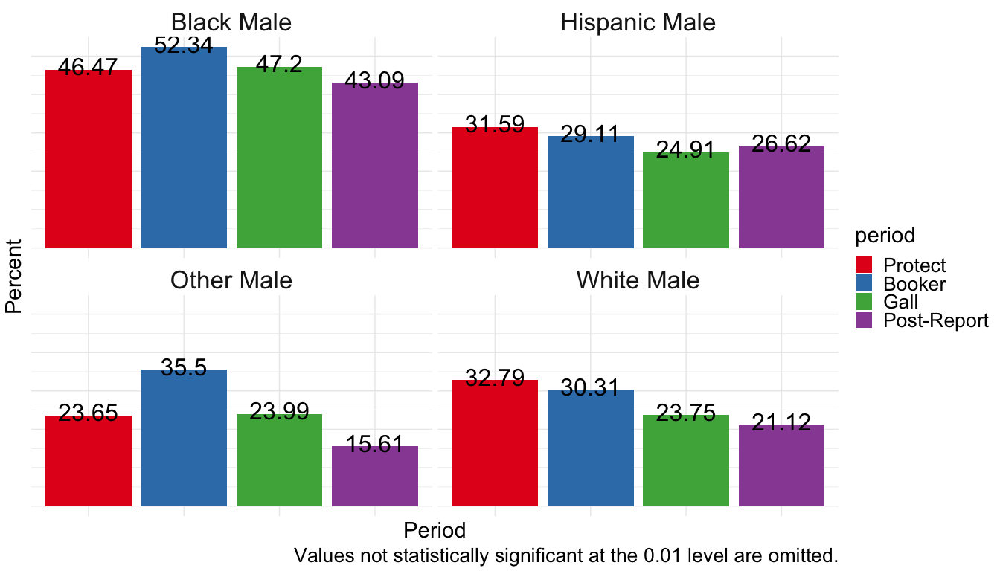 Black Male
46.47
52.34
47.2
43.09
Hispanic Male
31.59
29.11
24.91
26.62
Other Male
23.65
35.5
23.99
15.61
White Male
32.79
30.31
23.75
21.12
Percent
Period
Values not statistically significant at the 0.01 level are omitted.
period
Protect
Booker
Gall
Post-Report